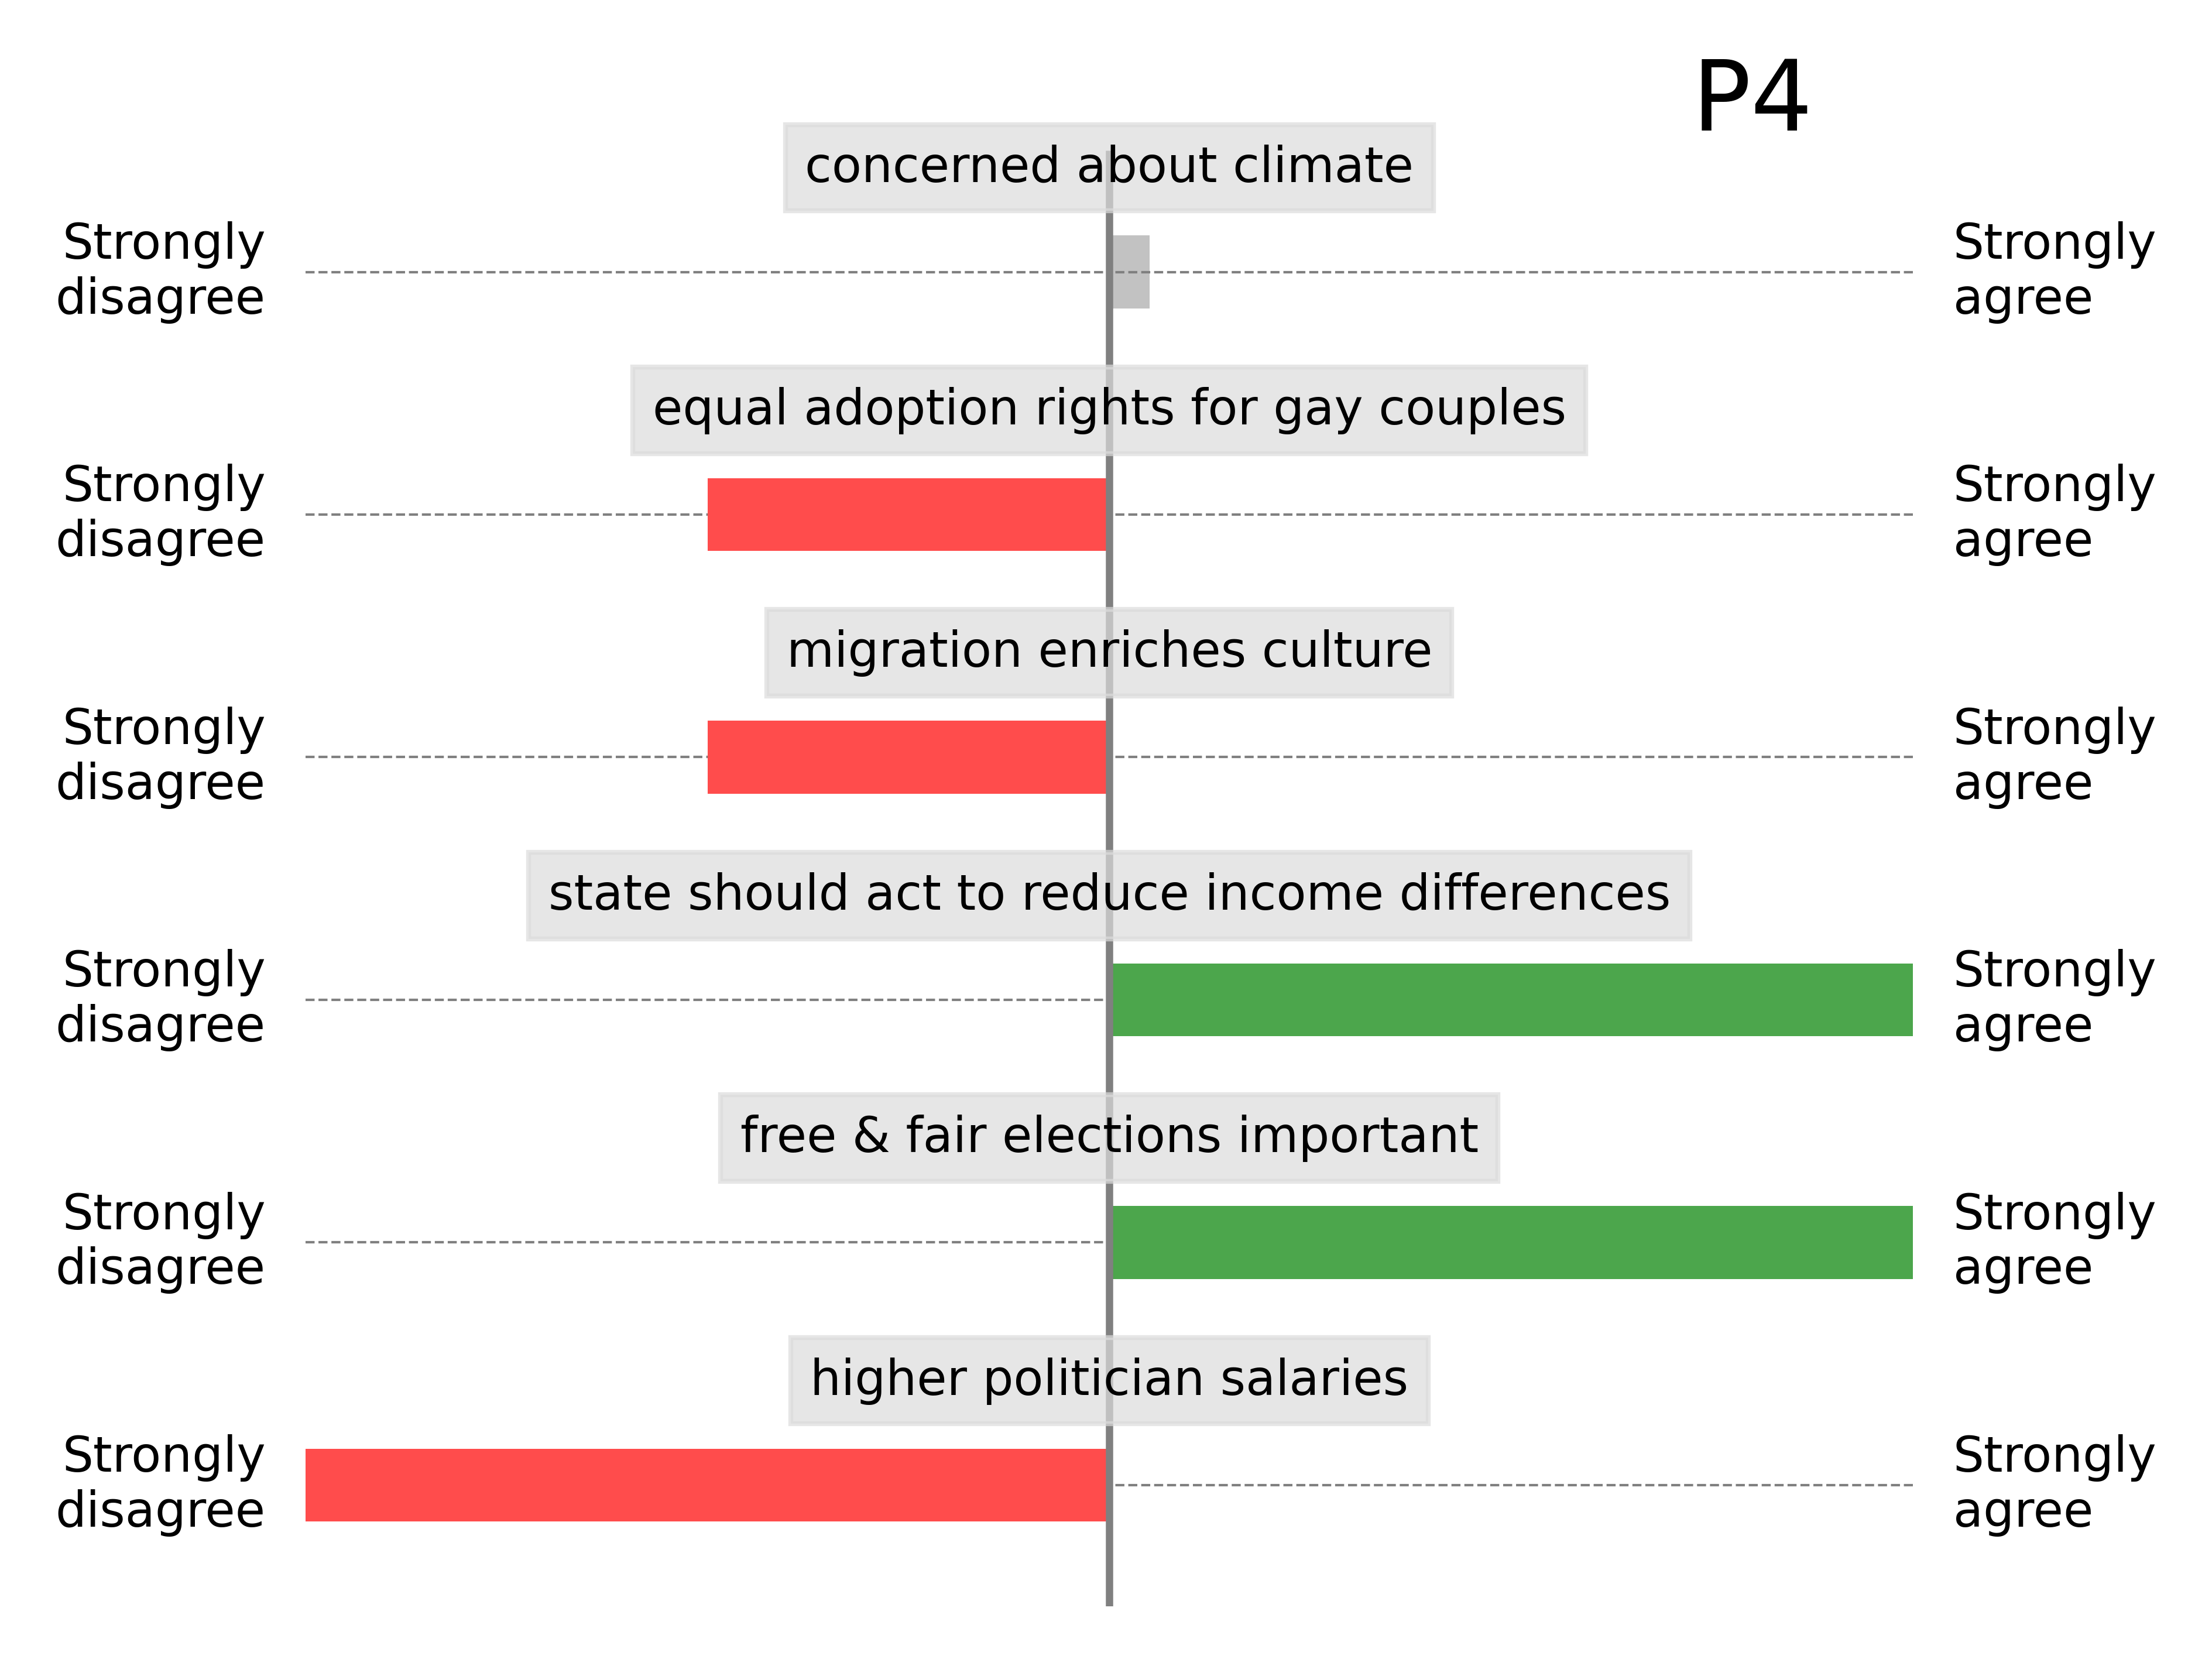 P4
concerned about climate
Strongly
disagree
Strongly
agree
equal adoption rights for gay couples
Strongly
disagree
Strongly
agree
migration enriches culture
Strongly
disagree
Strongly
agree
state should act to reduce income differences
Strongly
disagree
Strongly
agree
free & fair elections important
Strongly
disagree
Strongly
agree
higher politician salaries
Strongly
disagree
Strongly
agree